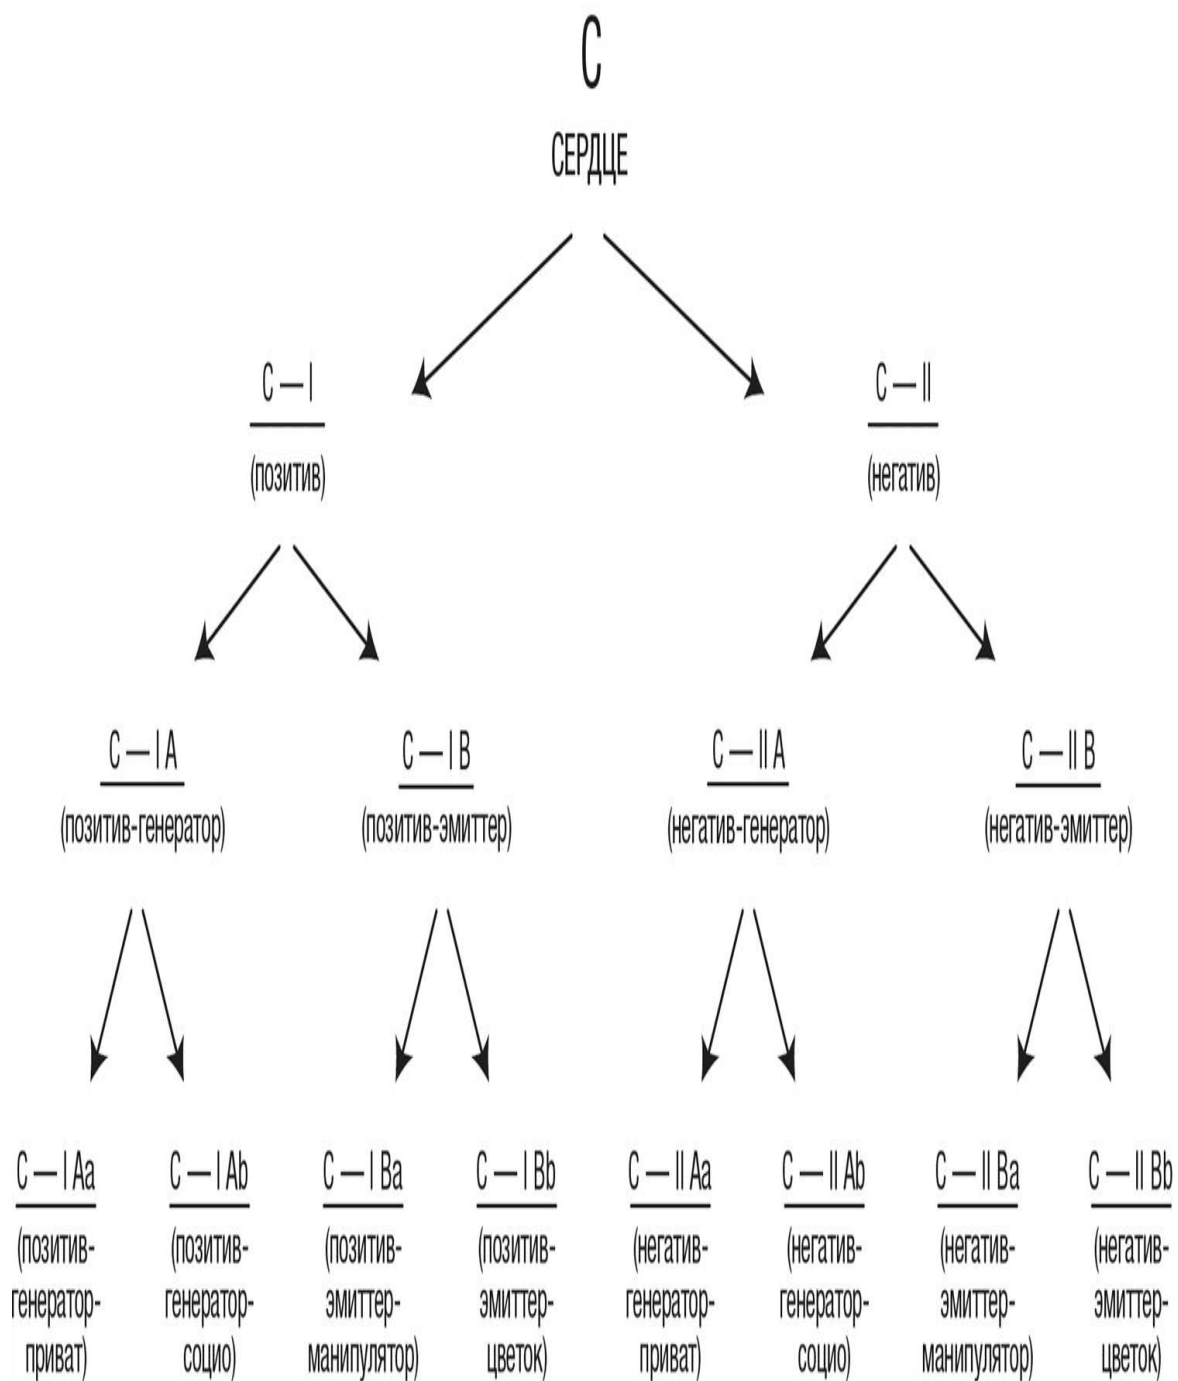 С
СЕРДЦЕ
С — I
С — II
(позитив)
(негатив)
С — I A
С — I B
С — II A
С — II B
(позитив-генератор)
(позитив-эмиттер)
(негатив-генератор)
(негатив-эмиттер)
С — I Aa
С — I Ab
С — I Ba
С — I Bb
С — II Aa
С — II Ab
С — II Ba
С — II Bb
(позитив-
генератор-
приват)
(позитив-
генератор-
социо)
(позитив-
эмиттер-
манипулятор)
(позитив-
эмиттер-
цветок)
(негатив-
генератор-
приват)
(негатив-
генератор-
социо)
(негатив-
эмиттер-
манипулятор)
(негатив-
эмиттер-
цветок)